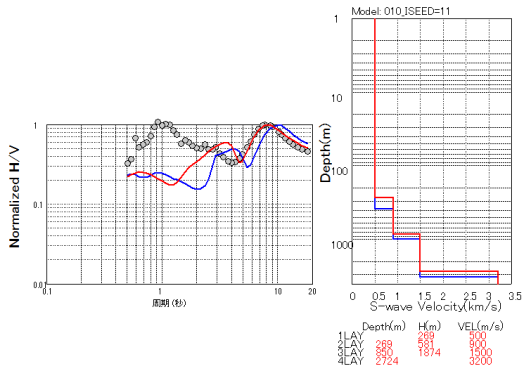 Model: 010_ISEED=11
Normalized H/V
1
0.1
0.01
0.1
1
10
20
周期(秒)
Depth(m)
1
10
100
1000
0
0.5
1
1.5
2
2.5
3
3.5
S-wave Velocity(km/s)
Depth(m) H(m) VEL(m/s)
1LAY 269 500
2LAY 269 581 900
3LAY 850 1874 1500
4LAY 2724 3200